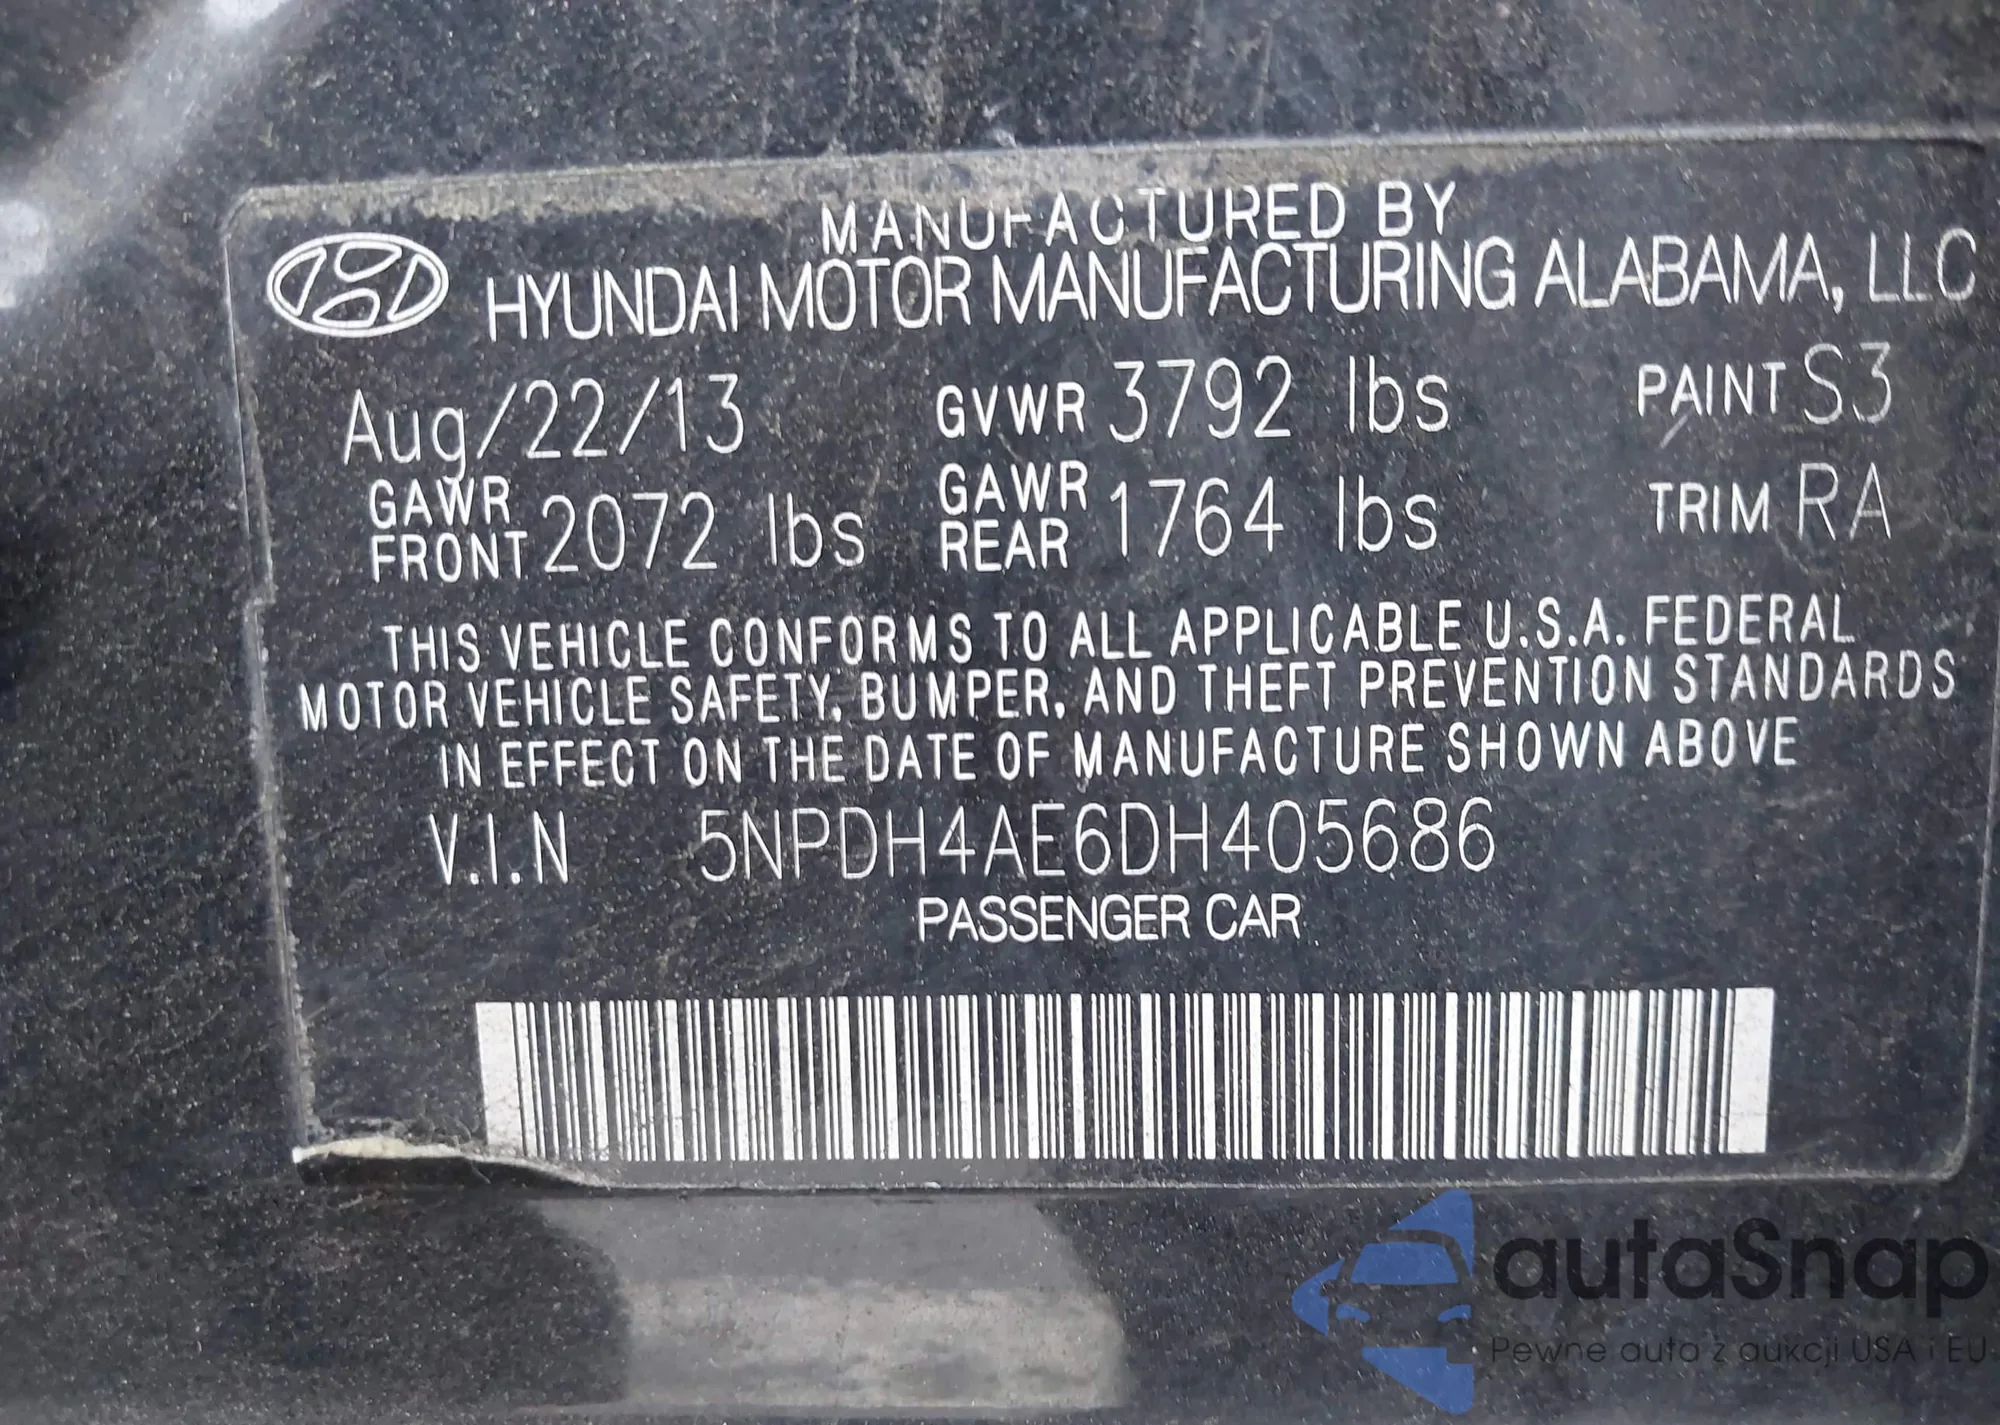 MANUFACTURED BY
HYUNDAI MOTOR MANUFACTURING ALABAMA, LLC
Aug/22/13 GVWR 3792 lbs PAINT S3
GAWR FRONT 2072 lbs GAWR REAR 1764 lbs TRIM RA
THIS VEHICLE CONFORMS TO ALL APPLICABLE U.S.A. FEDERAL
MOTOR VEHICLE SAFETY, BUMPER, AND THEFT PREVENTION STANDARDS
IN EFFECT ON THE DATE OF MANUFACTURE SHOWN ABOVE
V.I.N 5NPDH4AE6DH405686
PASSENGER CAR
autaSnap
Pewne auta z aukcji USA i EU